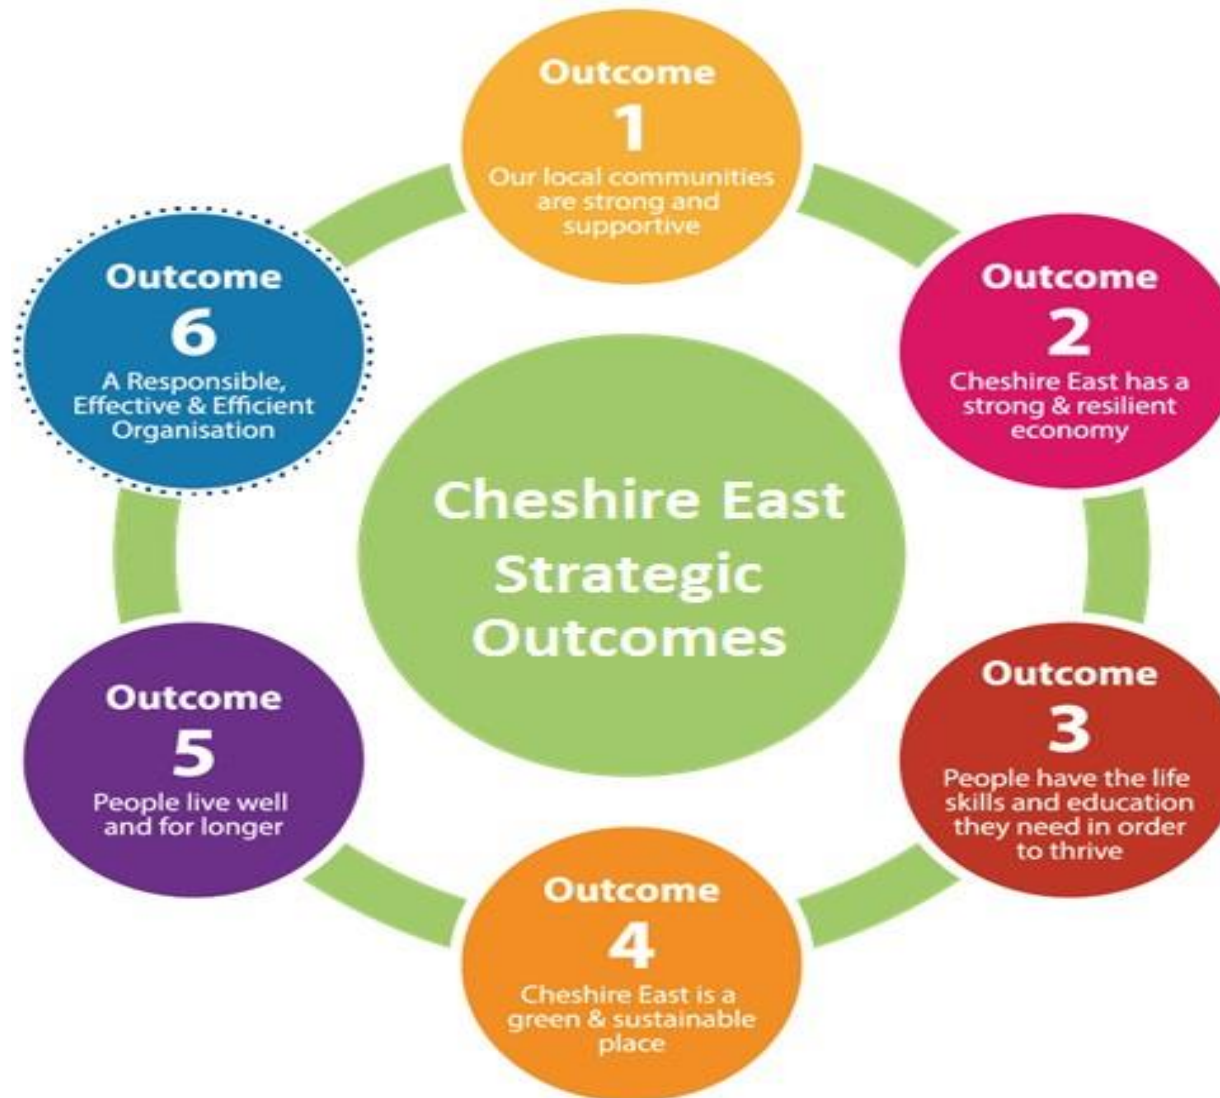 Outcome
1
Our local communities
are strong and
supportive
Outcome
2
Cheshire East has a
strong & resilient
economy
Outcome
3
People have the life
skills and education
they need in order
to thrive
Outcome
4
Cheshire East is a
green & sustainable
place
Outcome
5
People live well
and for longer
Outcome
6
A Responsible,
Effective & Efficient
Organisation
Cheshire East
Strategic
Outcomes